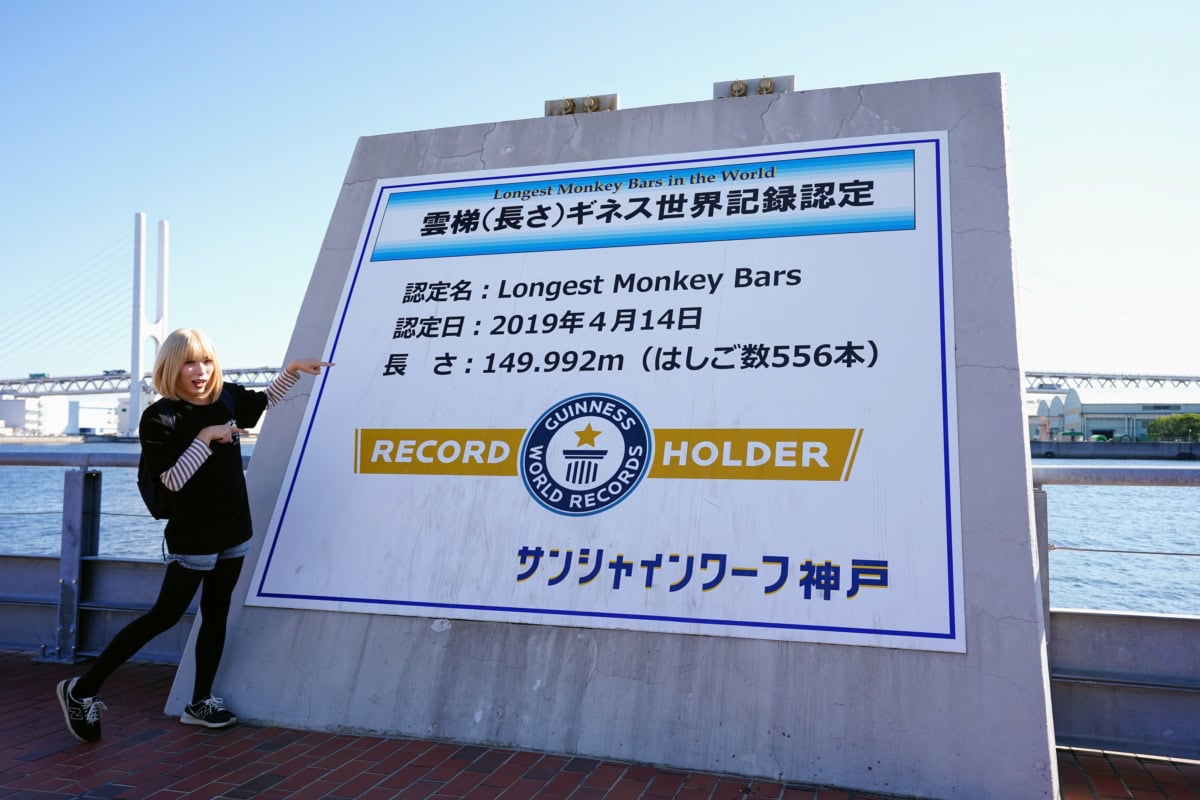 Longest Monkey Bars in the World
雲梯(長さ)ギネス世界記録認定
認定名：Longest Monkey Bars
認定日：2019年４月14日
長　さ：149.992m（はしご数556本）
RECORD HOLDER
GUINNESS WORLD RECORDS
サンシャインワーフ神戸